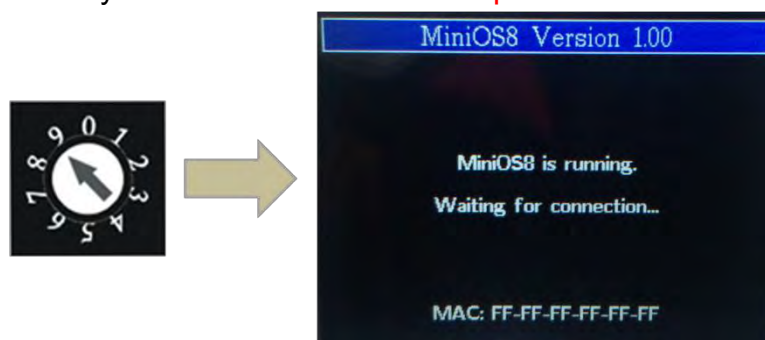 MiniOS8 Version 1.00
0
1
2
3
4
5
6
7
8
9
MiniOS8 is running.
Waiting for connection...
MAC: FF-FF-FF-FF-FF-FF